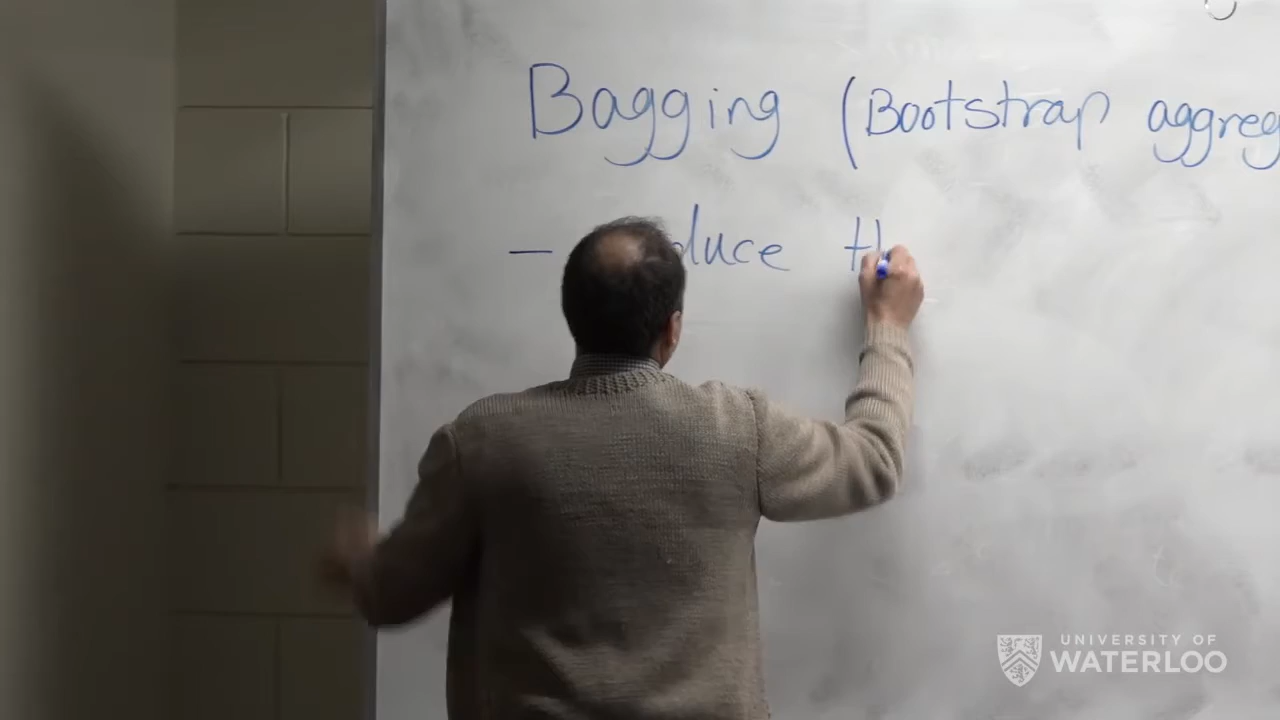 Bagging (Bootstrap aggreg
— duce th
UNIVERSITY OF
WATERLOO